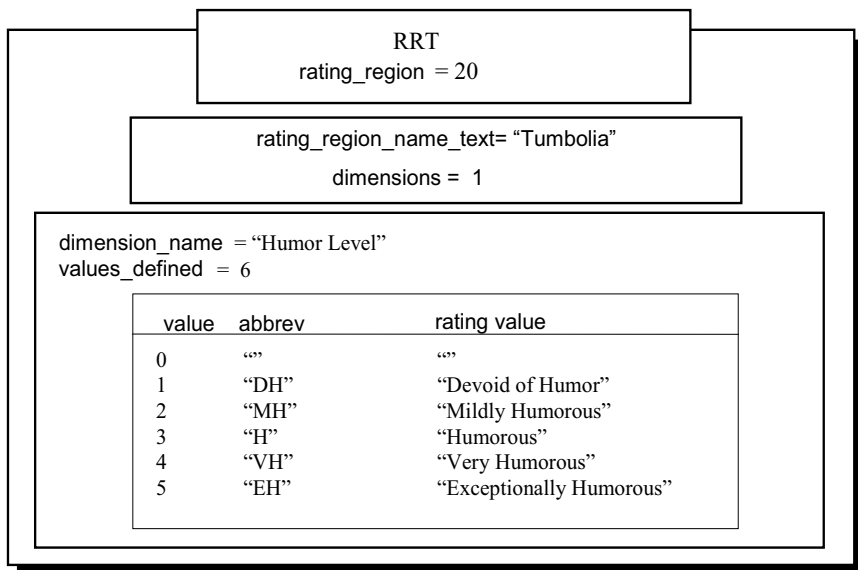 RRT
rating_region = 20
rating_region_name_text= “Tumbolia”
dimensions = 1
dimension_name = “Humor Level”
values_defined = 6
value abbrev rating value
0 “” “”
1 “DH” “Devoid of Humor”
2 “MH” “Mildly Humorous”
3 “H” “Humorous”
4 “VH” “Very Humorous”
5 “EH” “Exceptionally Humorous”